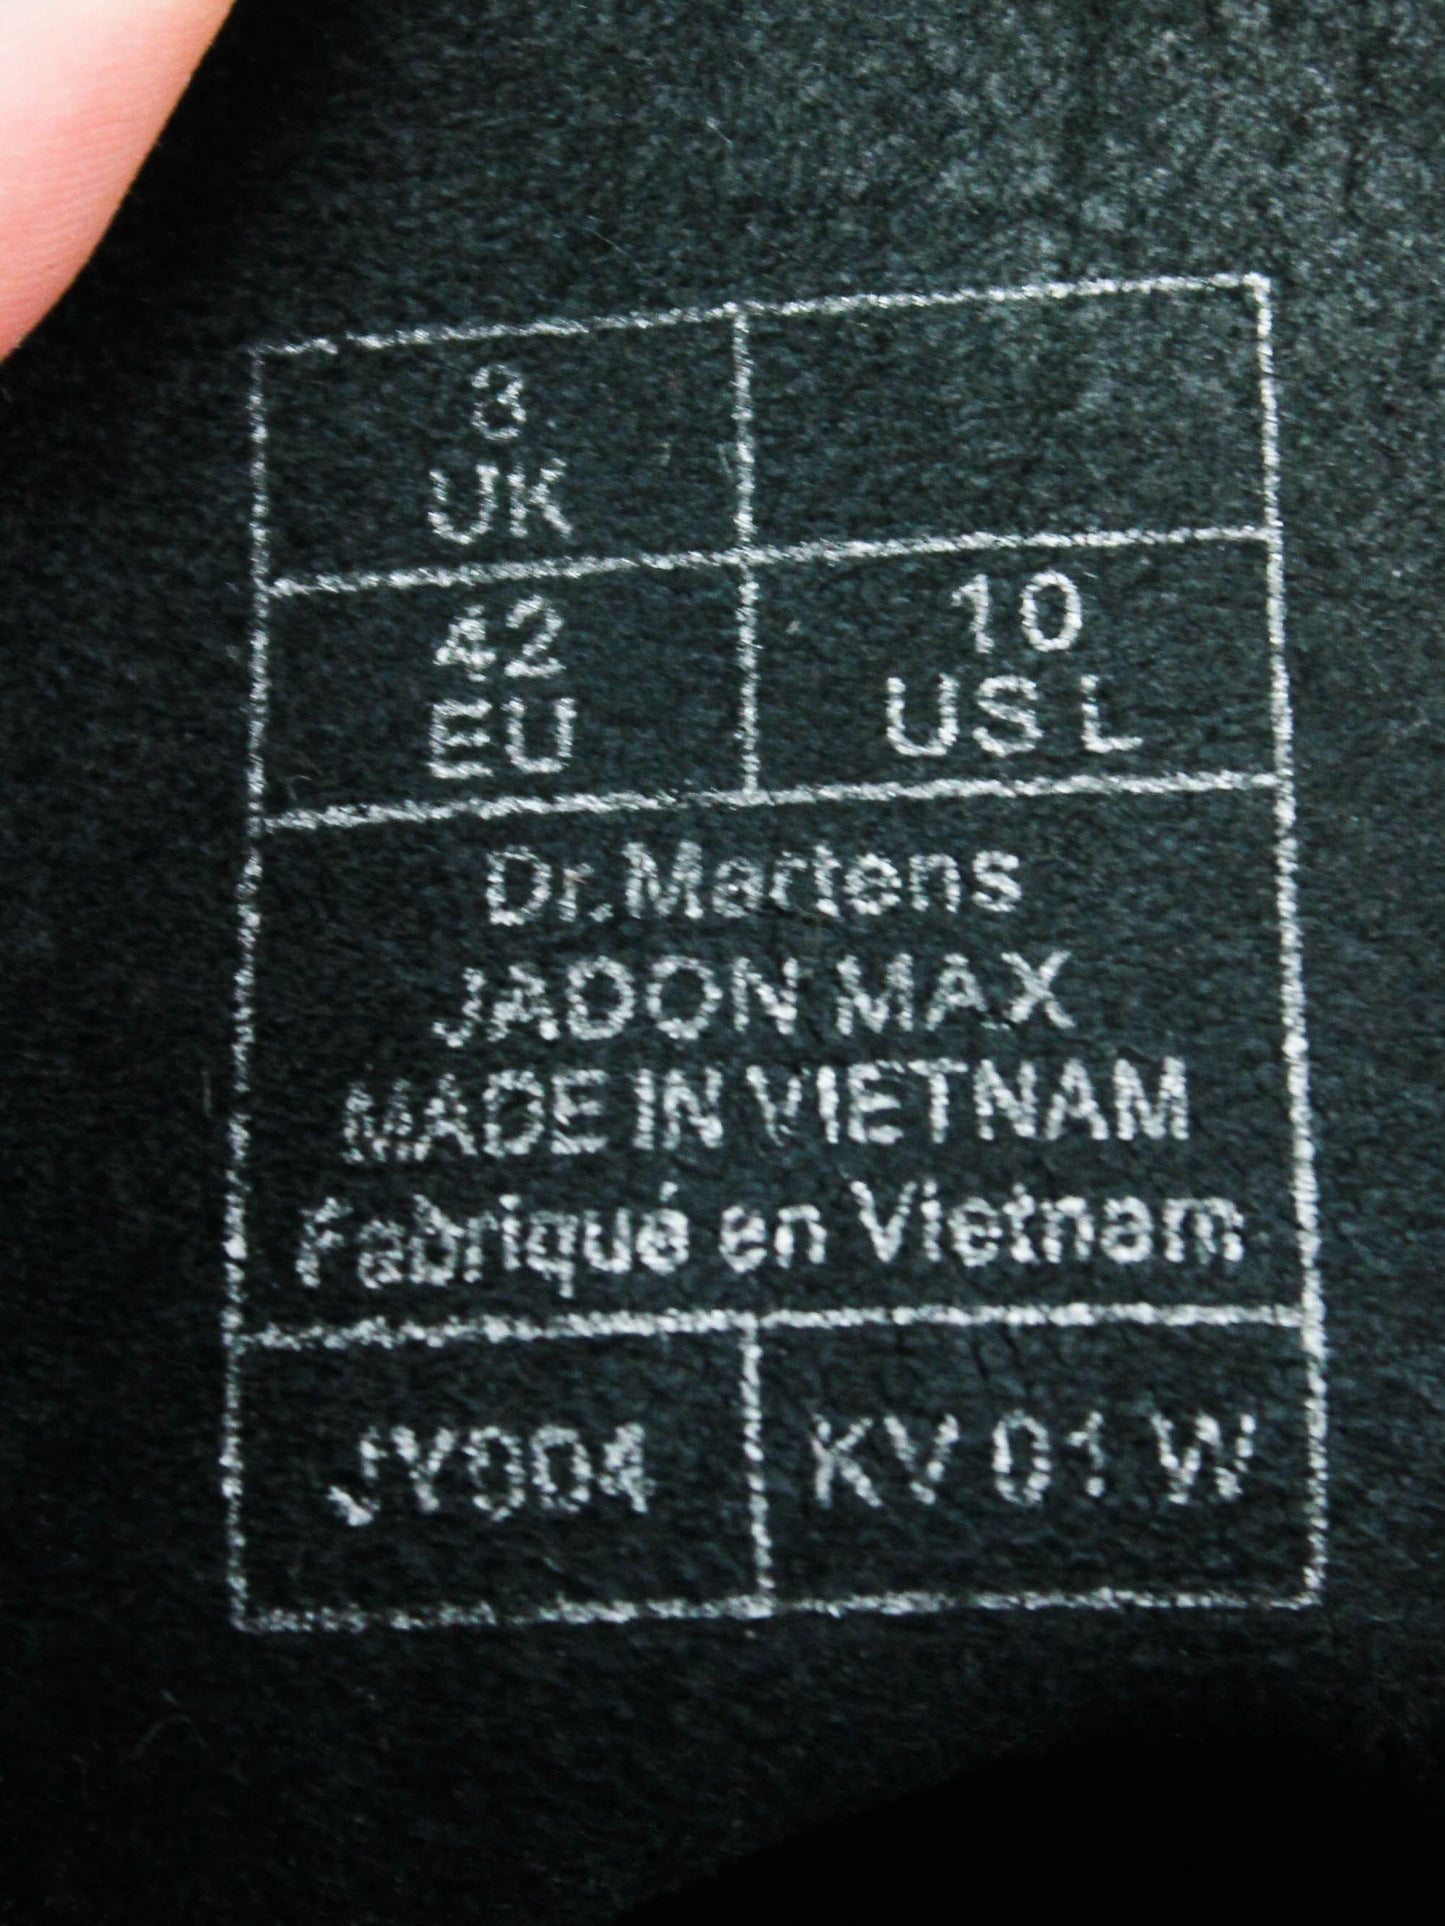 8
UK
42
EU
10
US L
Dr. Martens
JADON MAX
MADE IN VIETNAM
Fabriqué en Vietnam
JY004
KV 01 W